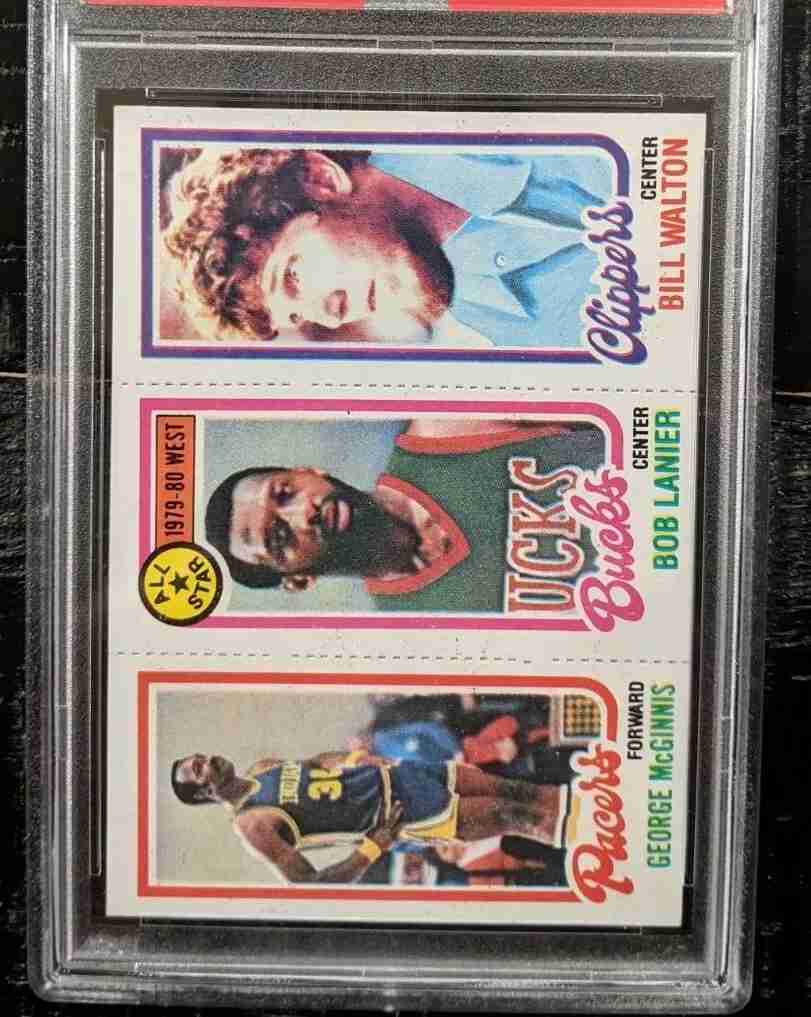 Pacers
FORWARD
GEORGE McGINNIS
ALL
STAR
1979-80 WEST
UCKS
Bucks
CENTER
BOB LANIER
Clippers
CENTER
BILL WALTON